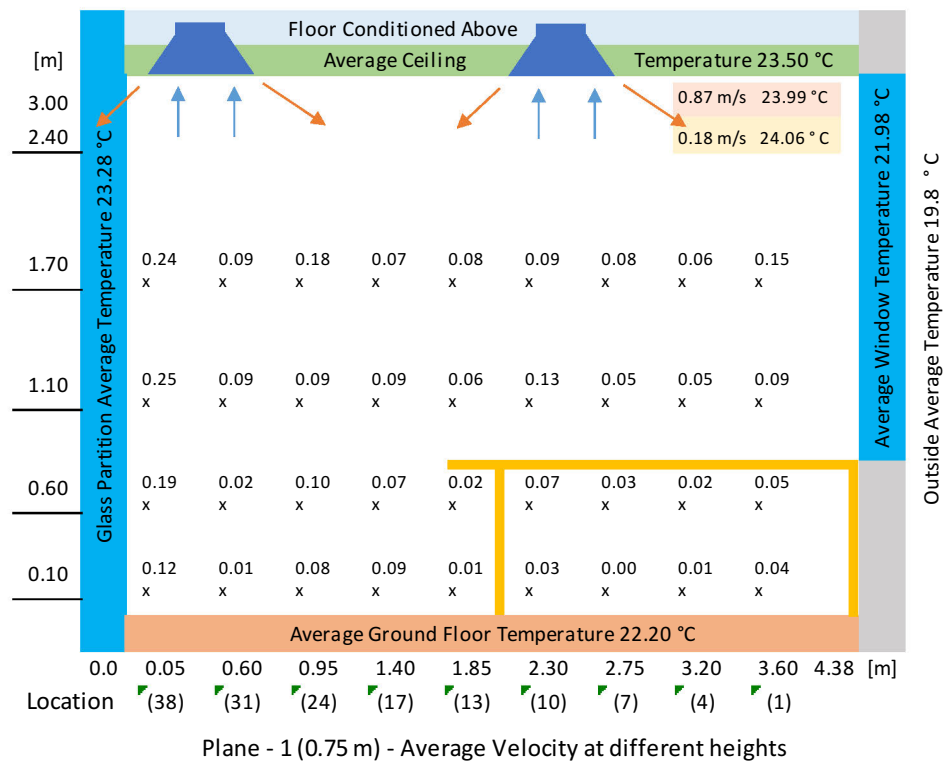 Floor Conditioned Above
[m] Average Ceiling Temperature 23.50 °C
3.00 0.87 m/s 23.99 °C
2.40 0.18 m/s 24.06 ° C
Glass Partition Average Temperature 23.28 °C
Average Window Temperature 21.98 °C
Outside Average Temperature 19.8 ° C
1.70 0.24 0.09 0.18 0.07 0.08 0.09 0.08 0.06 0.15
x x x x x x x x x
1.10 0.25 0.09 0.09 0.09 0.06 0.13 0.05 0.05 0.09
x x x x x x x x x
0.60 0.19 0.02 0.10 0.07 0.02 0.07 0.03 0.02 0.05
x x x x x x x x x
0.10 0.12 0.01 0.08 0.09 0.01 0.03 0.00 0.01 0.04
x x x x x x x x x
Average Ground Floor Temperature 22.20 °C
0.0 0.05 0.60 0.95 1.40 1.85 2.30 2.75 3.20 3.60 4.38 [m]
Location (38) (31) (24) (17) (13) (10) (7) (4) (1)
Plane - 1 (0.75 m) - Average Velocity at different heights